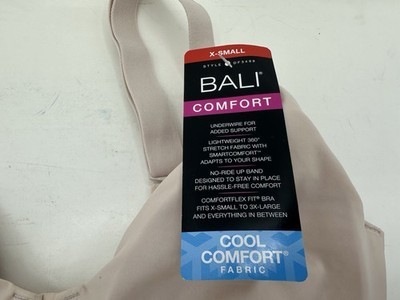 X-SMALL
STYLE
BALI®
COMFORT
UNDERWIRE FOR
ADDED SUPPORT
LIGHTWEIGHT 360°
STRETCH FABRIC WITH
SMARTCOMFORT™
ADAPTS TO YOUR SHAPE
NO-RIDE UP BAND
DESIGNED TO STAY IN PLACE
FOR HASSLE-FREE COMFORT
COMFORTFLEX FIT® BRA
FITS X-SMALL TO 3X-LARGE
AND EVERYTHING IN BETWEEN
COOL
COMFORT®
FABRIC